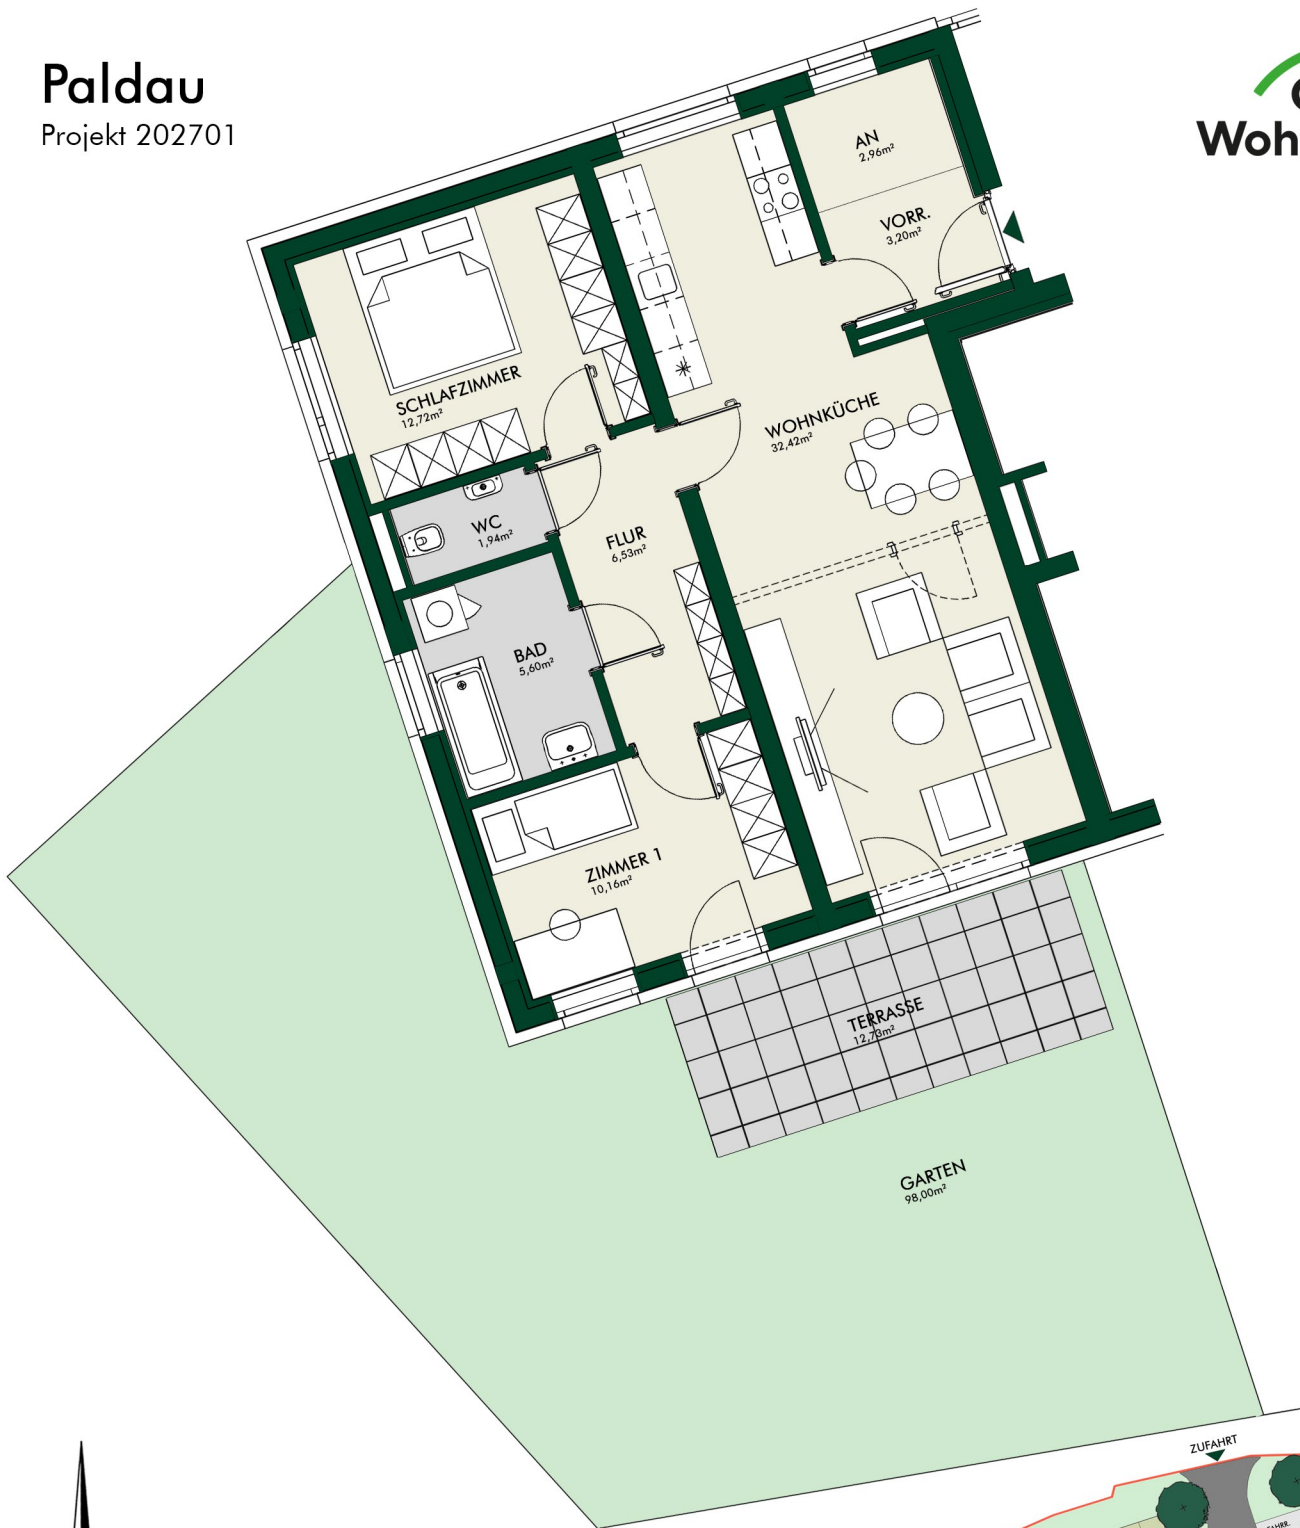 Paldau
Projekt 202701
Woh
AN
2,96m²
VORR.
3,20m²
SCHLAFZIMMER
12,72m²
WOHNKÜCHE
32,42m²
WC
1,94m²
FLUR
6,53m²
BAD
5,60m²
ZIMMER 1
10,16m²
TERRASSE
12,73m²
GARTEN
98,00m²
ZUFAHRT